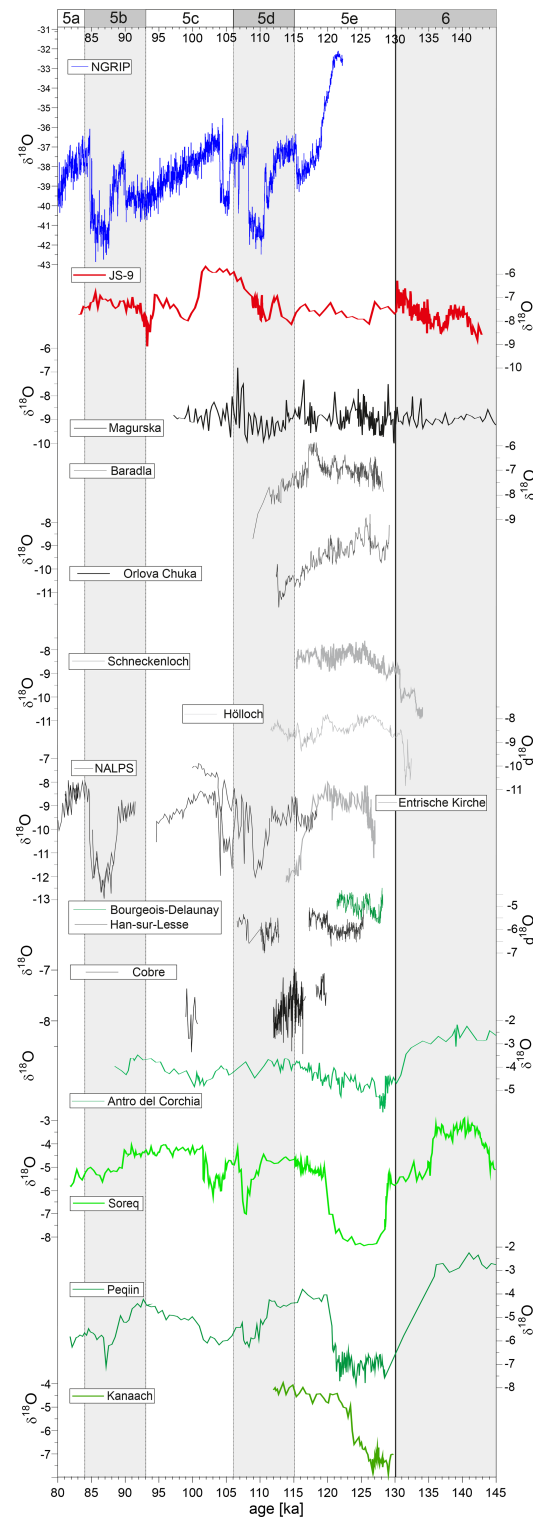 5a 5b 5c 5d 5e 6
85 90 95 100 105 110 115 120 125 130 135 140
-31
-32
-33
-34
-35
-36
-37
-38
-39
-40
-41
-42
-43
δ18O
NGRIP
JS-9
-6
-7
-8
-9
-10
δ18O
-6
-7
-8
-9
-10
δ18O
Magurska
-6
-7
-8
-9
δ18O
Baradla
-8
-9
-10
-11
δ18O
Orlova Chuka
-8
-9
-10
-11
δ18O
Schneckenloch
Hölloch
-8
-9
-10
-11
δ18O
-7
-8
-9
-10
-11
-12
-13
δ18O
NALPS
Entrische Kirche
-5
-6
-7
δ18O
Bourgeois-Delaunay
Han-sur-Lesse
-7
-8
δ18O
Cobre
-2
-3
-4
-5
δ18O
δ18O
Antro del Corchia
-3
-4
-5
-6
-7
-8
δ18O
Soreq
-2
-3
-4
-5
-6
-7
-8
δ18O
Peqiin
-4
-5
-6
-7
δ18O
Kanaach
80 85 90 95 100 105 110 115 120 125 130 135 140 145
age [ka]